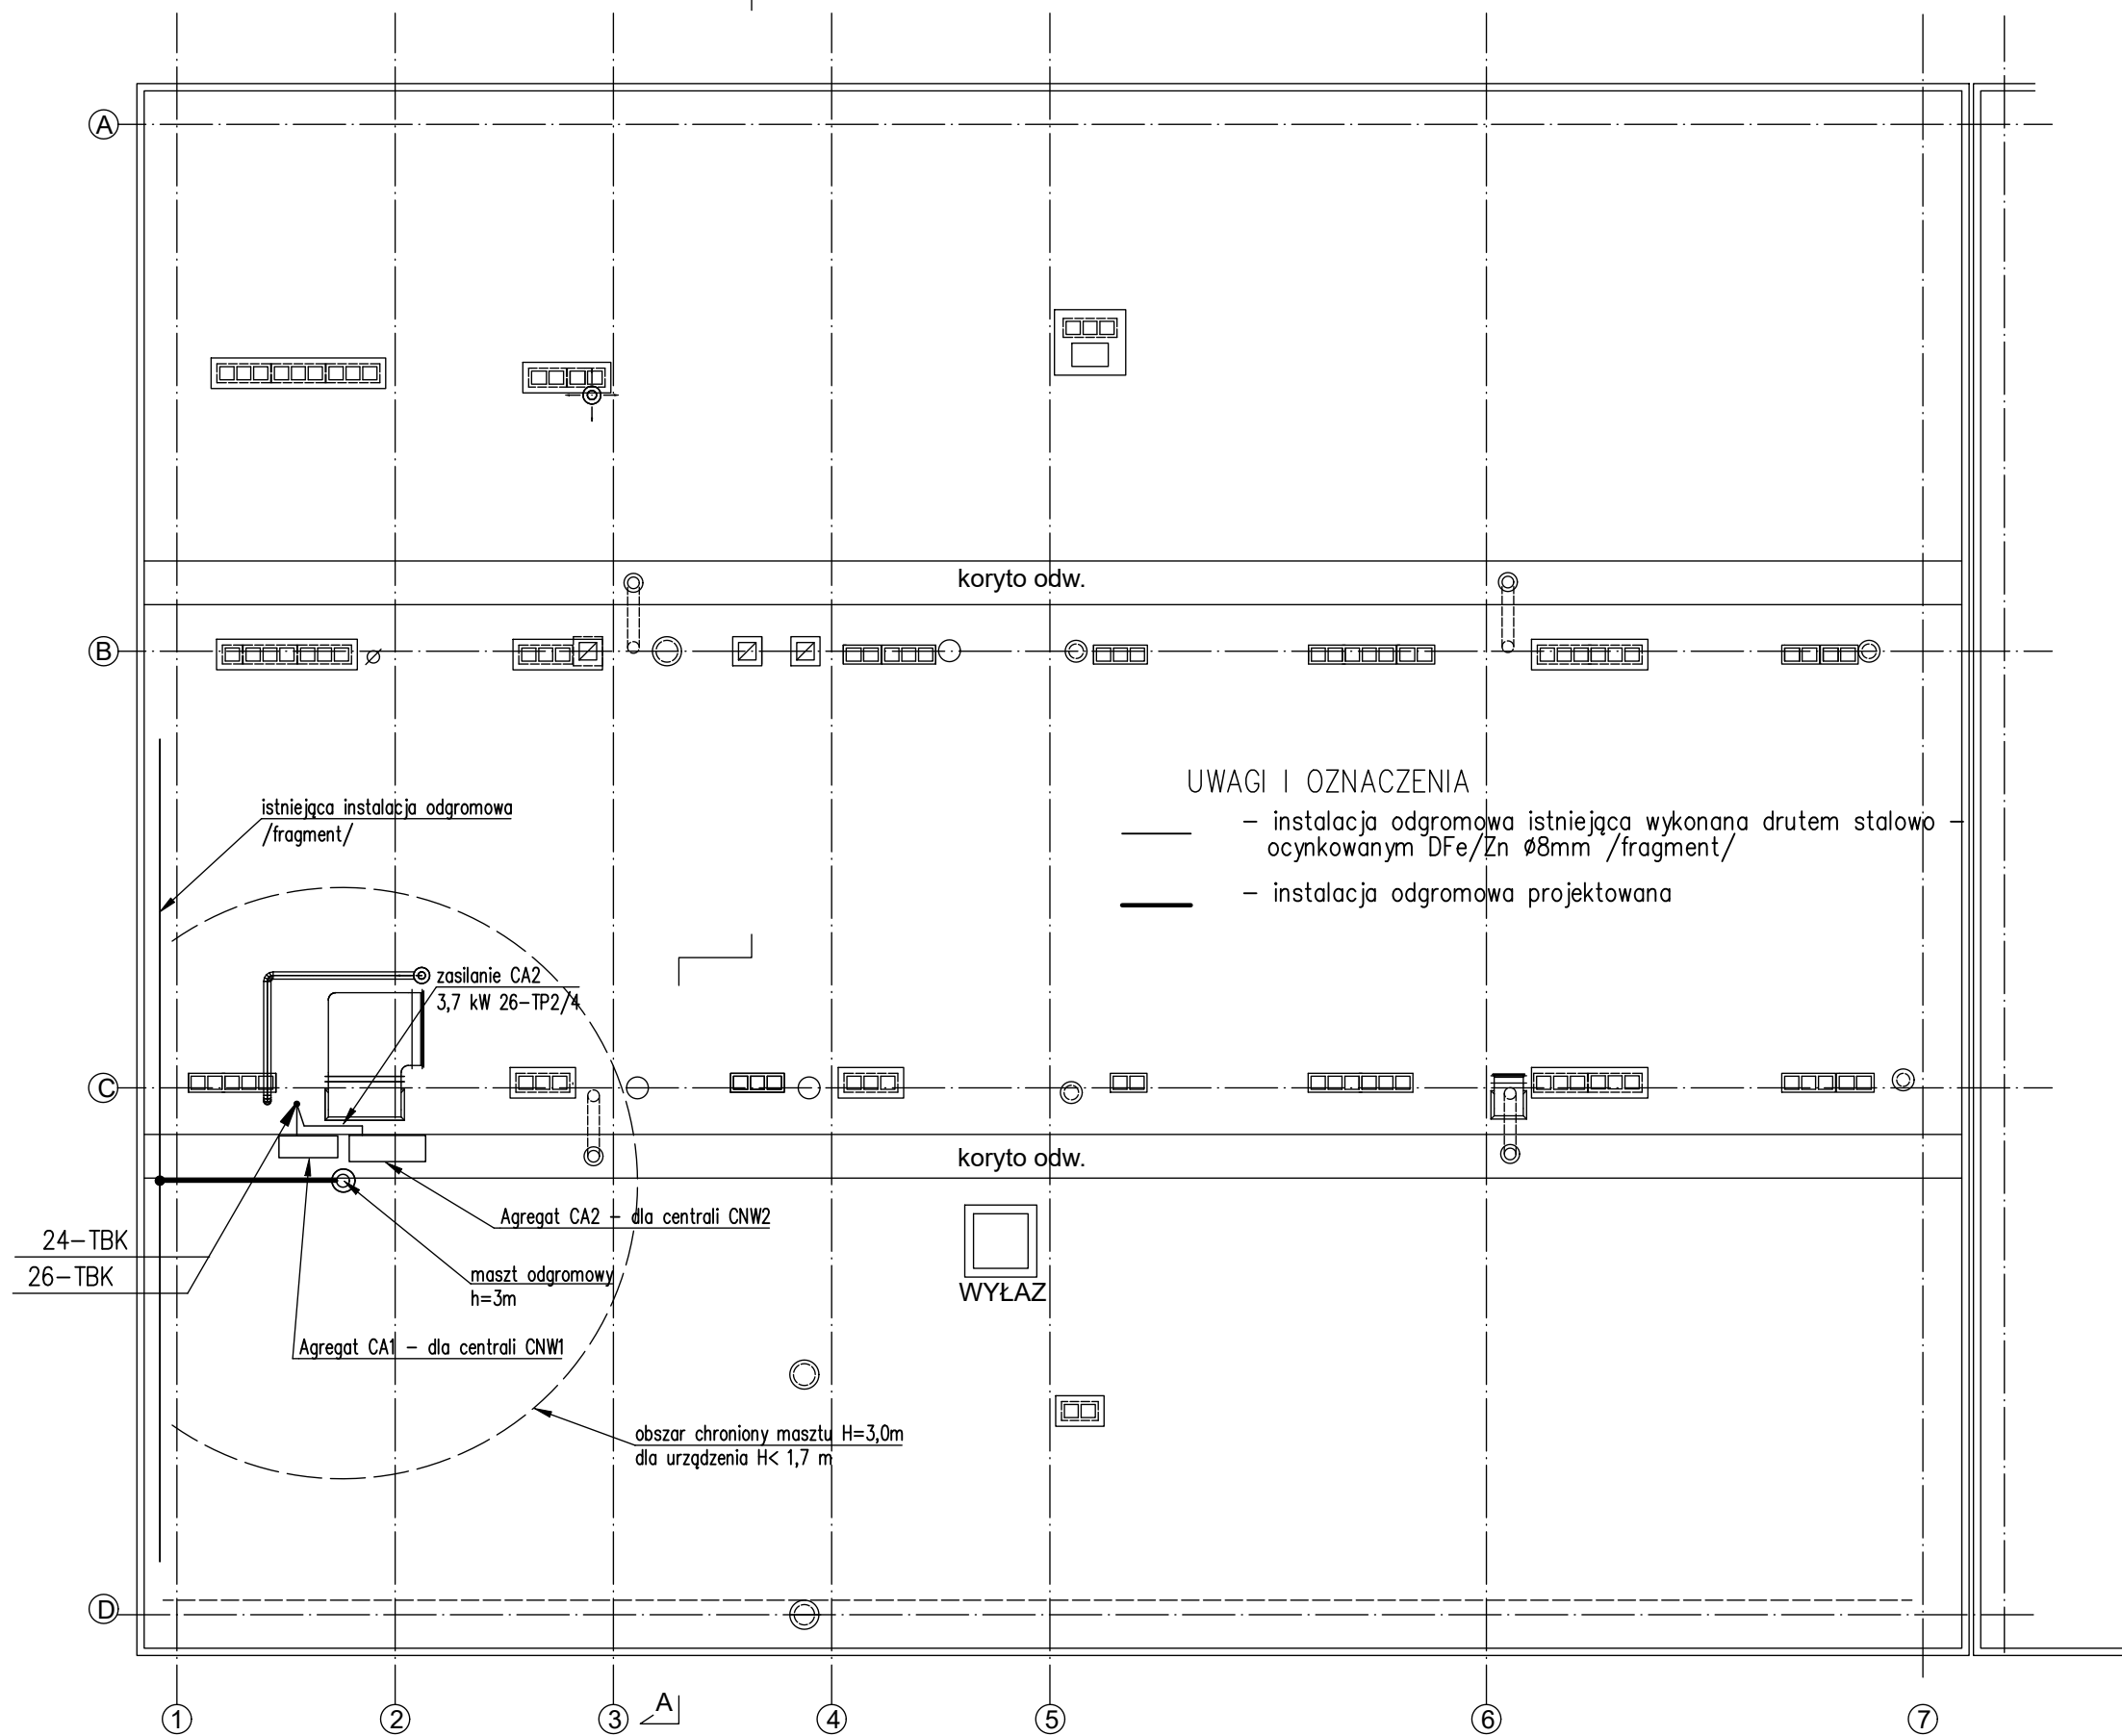 A
koryto odw.
B
UWAGI I OZNACZENIA
istniejąca instalacja odgromowa
/fragment/
- instalacja odgromowa istniejąca wykonana drutem stalowo -
ocynkowanym DFe/Zn ø8mm /fragment/
- instalacja odgromowa projektowana
zasilanie CA2
3,7 kW 26-TP2/4
C
koryto odw.
Agregat CA2 - dla centrali CNW2
24-TBK
26-TBK
maszt odgromowy
h=3m
WYŁAZ
Agregat CA1 - dla centrali CNW1
obszar chroniony masztu H=3,0m
dla urządzenia H< 1,7 m
D
A
1 2 3 4 5 6 7